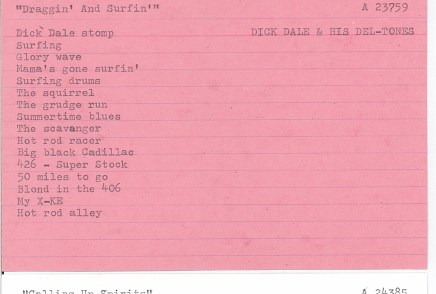 "Draggin' And Surfin'" A 23759
Dick Dale stomp DICK DALE & HIS DEL-TONES
Surfing
Glory wave
Mama's gone surfin'
Surfing drums
The squirrel
The grudge run
Summertime blues
The scavanger
Hot rod racer
Big black Cadillac
426 - Super Stock
50 miles to go
Blond in the 406
My X-KE
Hot rod alley
"Calling Up Spirits" A 24385